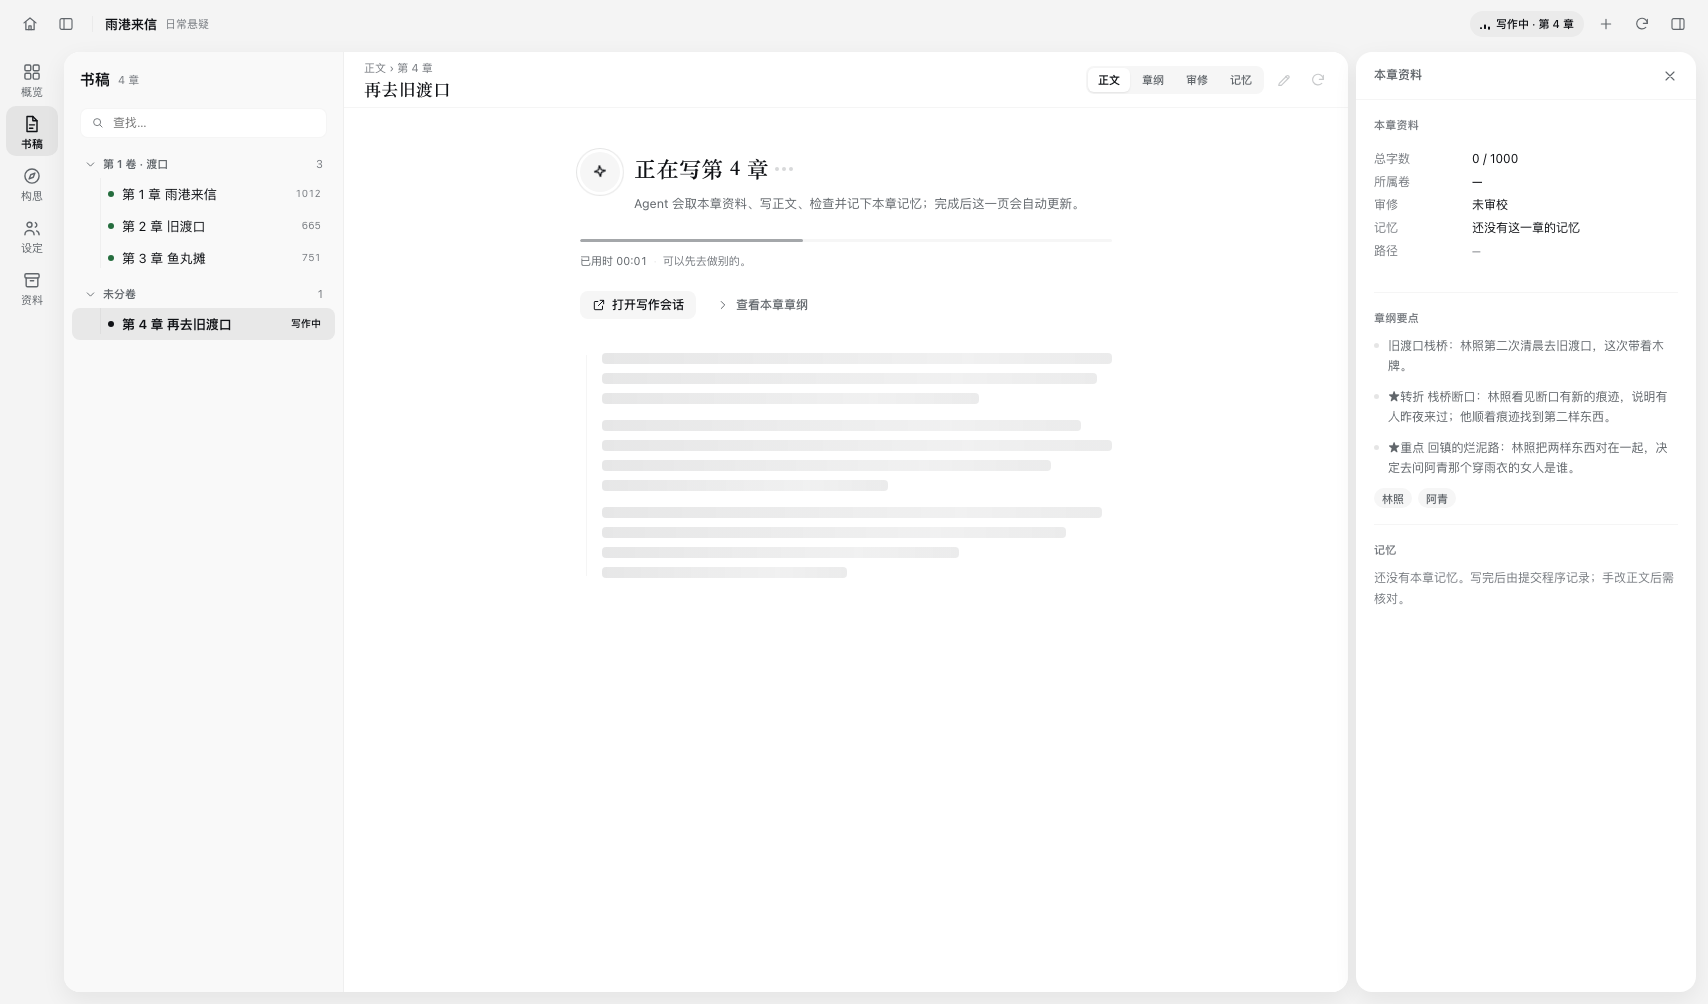 雨港来信 日常悬疑
写作中 · 第 4 章
概览
书稿
构思
设定
资料
书稿 4 章
查找...
第 1 卷 · 渡口 3
第 1 章 雨港来信 1012
第 2 章 旧渡口 665
第 3 章 鱼丸摊 751
未分卷 1
第 4 章 再去旧渡口 写作中
正文 › 第 4 章
再去旧渡口
正文 章纲 审修 记忆
正在写第 4 章
Agent 会取本章资料、写正文、检查并记下本章记忆；完成后这一页会自动更新。
已用时 00:01 · 可以先去做别的。
打开写作会话 查看本章章纲
本章资料
本章资料
总字数 0 / 1000
所属卷 —
审修 未审校
记忆 还没有这一章的记忆
路径 —
章纲要点
旧渡口栈桥：林照第二次清晨去旧渡口，这次带着木
牌。
★转折 栈桥断口：林照看见断口有新的痕迹，说明有
人昨夜来过；他顺着痕迹找到第二样东西。
★重点 回镇的烂泥路：林照把两样东西对在一起，决
定去问阿青那个穿雨衣的女人是谁。
林照 阿青
记忆
还没有本章记忆。写完后由提交程序记录；手改正文后需
核对。